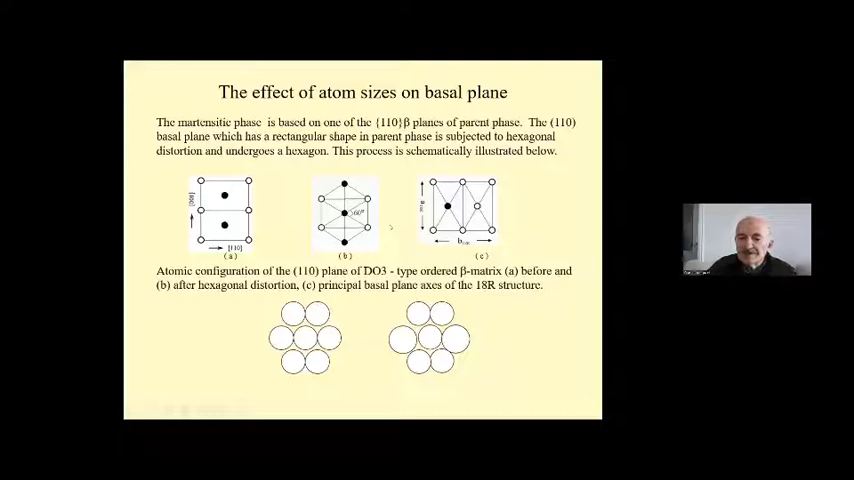 The effect of atom sizes on basal plane
The martensitic phase is based on one of the {110}β planes of parent phase. The (110)
basal plane which has a rectangular shape in parent phase is subjected to hexagonal
distortion and undergoes a hexagon. This process is schematically illustrated below.
[001]
[110]
(a)
60°
(b)
(c)
Atomic configuration of the (110) plane of DO3 - type ordered β-matrix (a) before and
(b) after hexagonal distortion, (c) principal basal plane axes of the 18R structure.